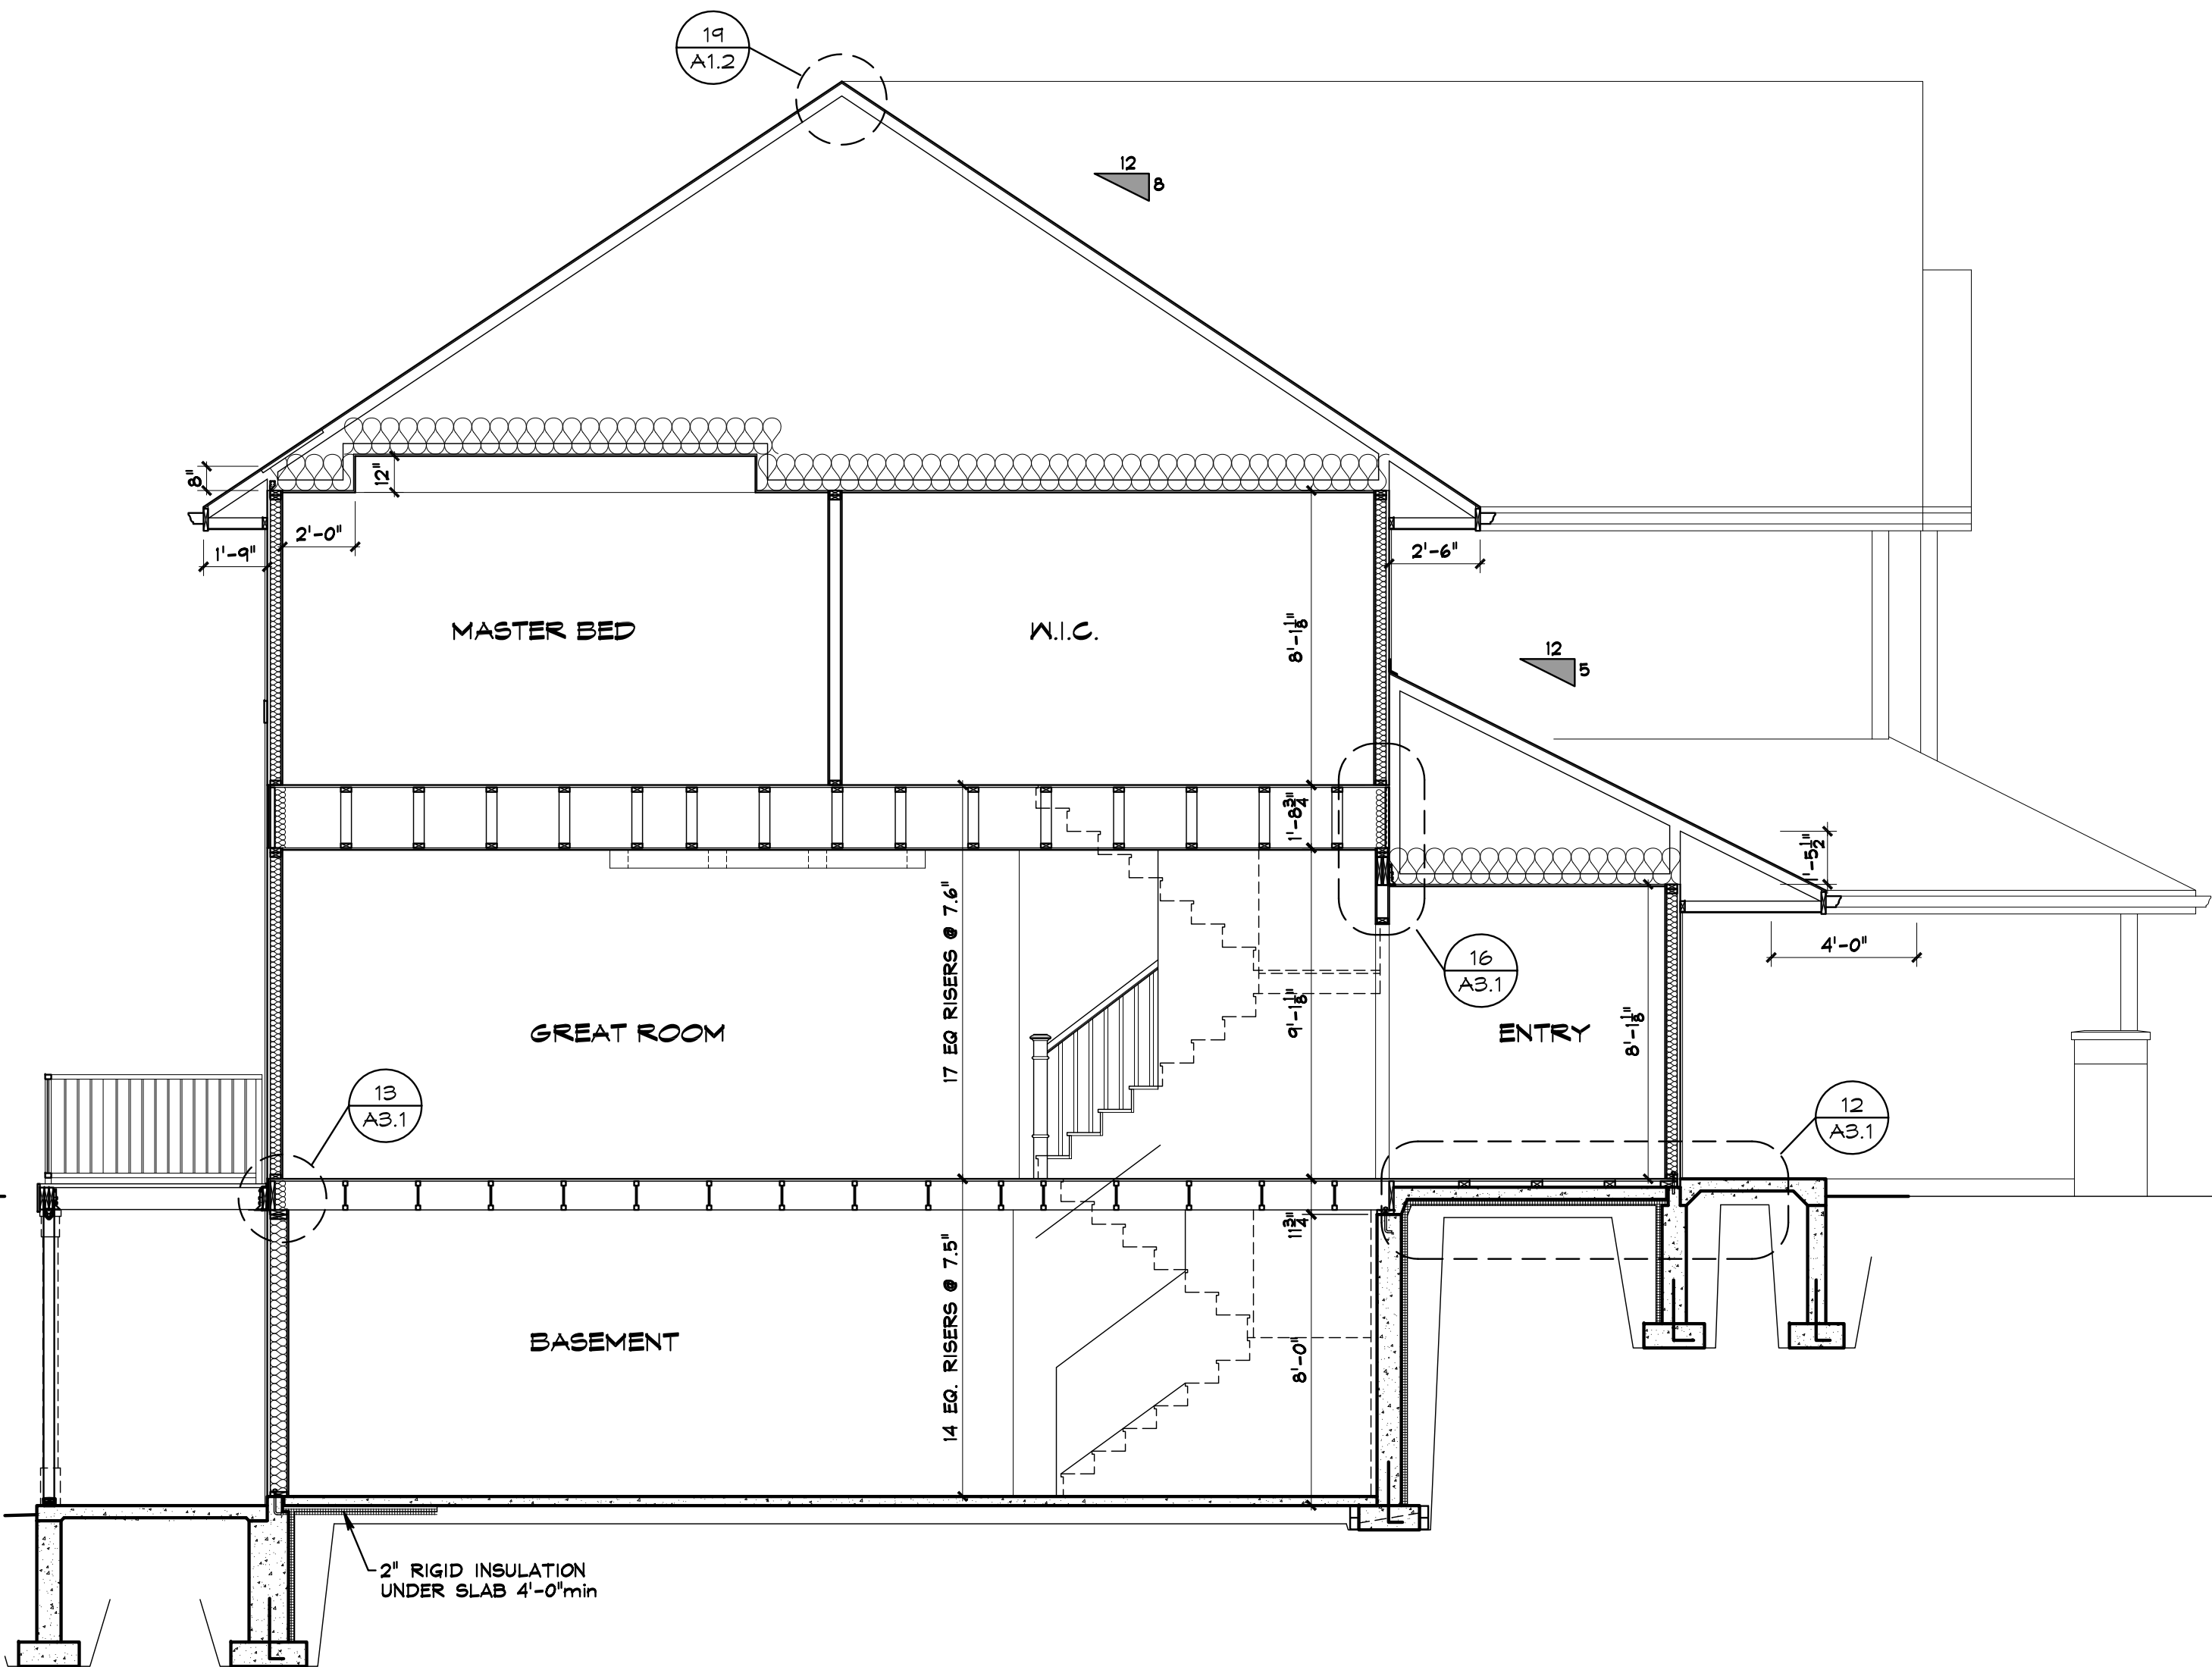 19
A1.2
12
8
8"
12"
2'-0"
1'-9"
2'-6"
MASTER BED
W.I.C.
8'-1 1/8"
12
5
1'-8 3/4"
1'-5 1/2"
17 EQ RISERS @ 7.6"
4'-0"
16
A3.1
GREAT ROOM
9'-1 1/8"
ENTRY
8'-1 1/8"
13
A3.1
12
A3.1
11 3/4"
14 EQ. RISERS @ 7.5"
BASEMENT
8'-0"
2" RIGID INSULATION
UNDER SLAB 4'-0"min